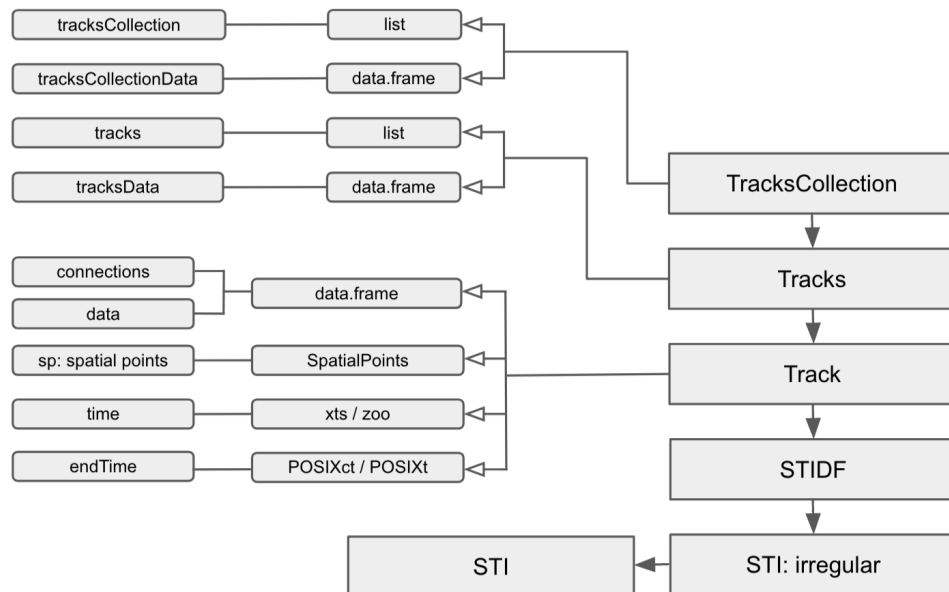 tracksCollection
list
tracksCollectionData
data.frame
tracks
list
tracksData
data.frame
TracksCollection
connections
data
data.frame
Tracks
sp: spatial points
SpatialPoints
Track
time
xts / zoo
endTime
POSIXct / POSIXt
STIDF
STI
STI: irregular